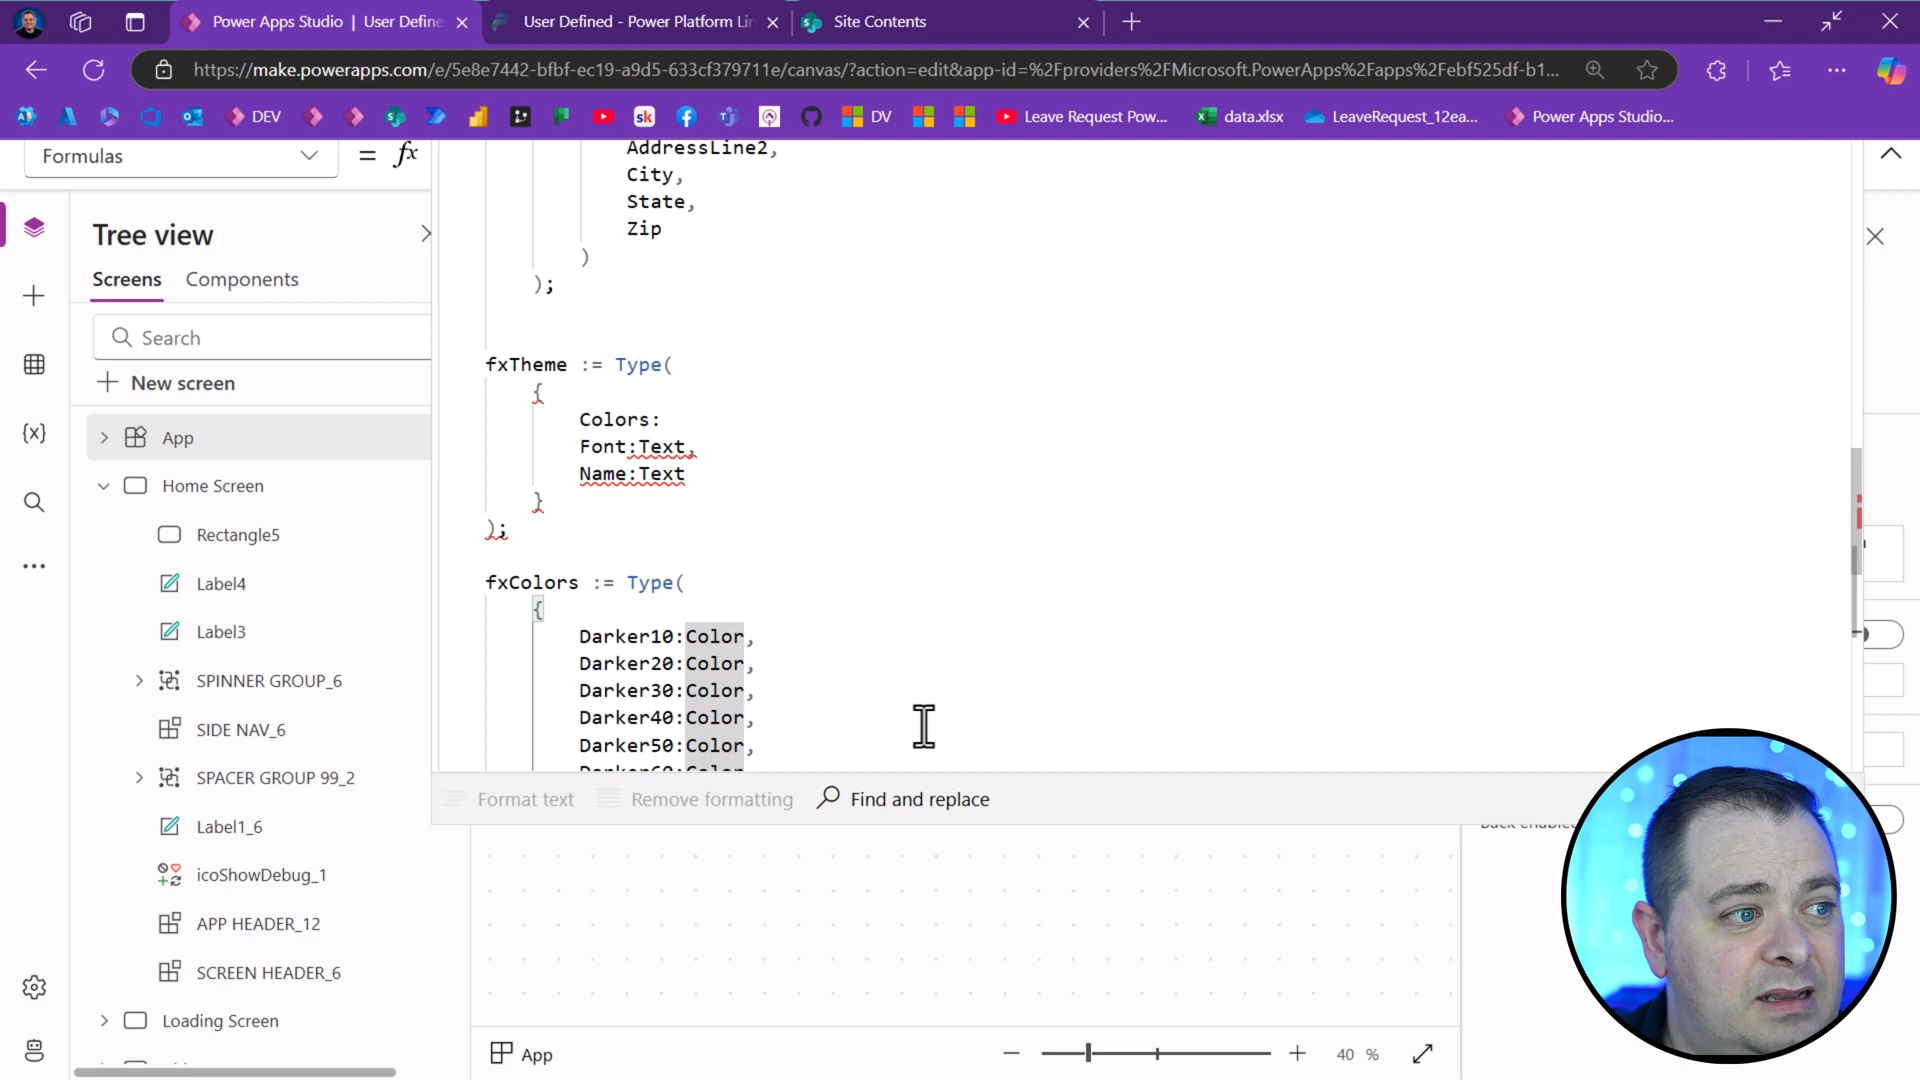 Power Apps Studio | User Define
User Defined - Power Platform Lin
Site Contents
https://make.powerapps.com/e/5e8e7442-bfbf-ec19-a9d5-633cf379711e/canvas/?action=edit&app-id=%2Fproviders%2FMicrosoft.PowerApps%2Fapps%2Febf525df-b1...
DEV
sk
DV
Leave Request Pow...
data.xlsx
LeaveRequest_12ea...
Power Apps Studio...
Formulas
= fx
AddressLine2,
City,
State,
Zip
)
);
fxTheme := Type(
{
Colors:
Font:Text,
Name:Text
}
);
fxColors := Type(
{
Darker10:Color,
Darker20:Color,
Darker30:Color,
Darker40:Color,
Darker50:Color,
Darker60:Color
Format text
Remove formatting
Find and replace
Tree view
Screens
Components
Search
New screen
App
Home Screen
Rectangle5
Label4
Label3
SPINNER GROUP_6
SIDE NAV_6
SPACER GROUP 99_2
Label1_6
icoShowDebug_1
APP HEADER_12
SCREEN HEADER_6
Loading Screen
App
40 %